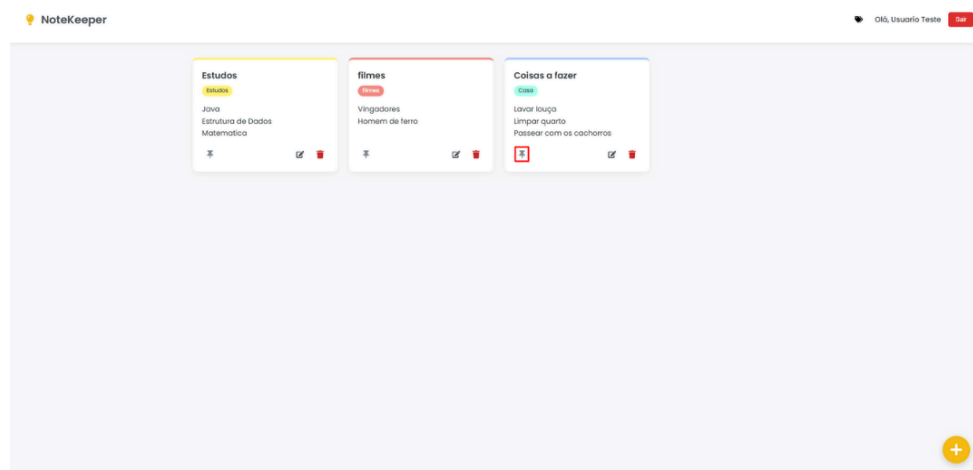 NoteKeeper
Olá, Usuario Teste
Sair
Estudos
Estudos
Java
Estrutura de Dados
Matematica
filmes
filmes
Vingadores
Homem de ferro
Coisas a fazer
Casa
Lavar louça
Limpar quarto
Passear com os cachorros